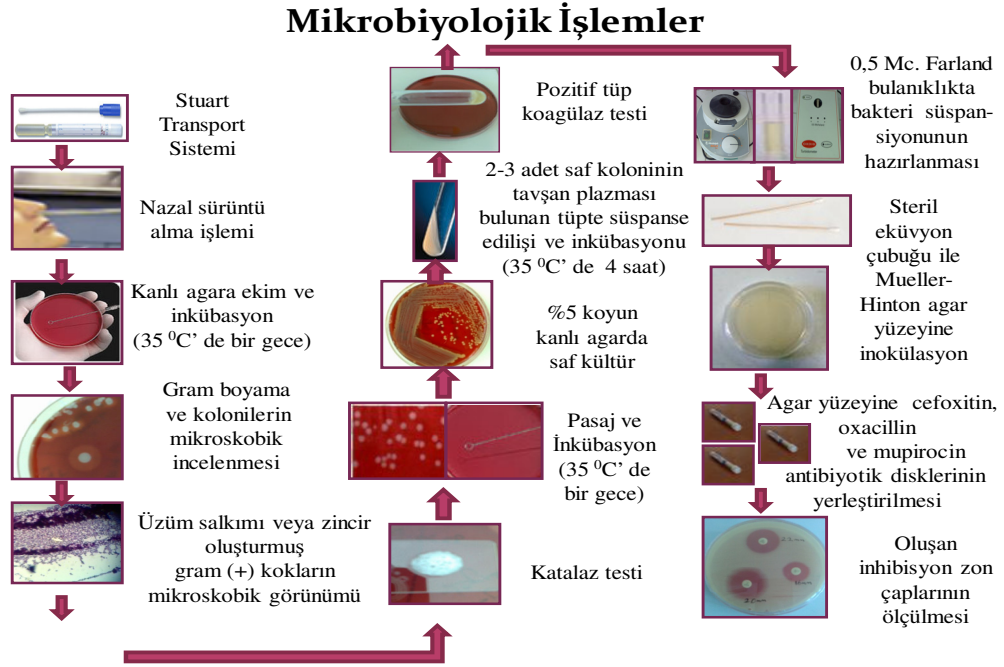 Mikrobiyolojik İşlemler
Stuart
Transport
Sistemi
Nazal sürüntü
alma işlemi
Kanlı agara ekim ve
inkübasyon
(35 ⁰C’ de bir gece)
Gram boyama
ve kolonilerin
mikroskobik
incelenmesi
Üzüm salkımı veya zincir
oluşturmuş
gram (+) kokların
mikroskobik görünümü
Katalaz testi
Pasaj ve
İnkübasyon
(35 ⁰C’ de
bir gece)
%5 koyun
kanlı agarda
saf kültür
2-3 adet saf koloninin
tavşan plazması
bulunan tüpte süspanse
edilişi ve inkübasyonu
(35 ⁰C’ de 4 saat)
Pozitif tüp
koagülaz testi
0,5 Mc. Farland
bulanıklıkta
bakteri süspan-
siyonunun
hazırlanması
Steril
eküvyon
çubuğu ile
Mueller-
Hinton agar
yüzeyine
inokülasyon
Agar yüzeyine cefoxitin,
oxacillin
ve mupirocin
antibiyotik disklerinin
yerleştirilmesi
Oluşan
inhibisyon zon
çaplarının
ölçülmesi